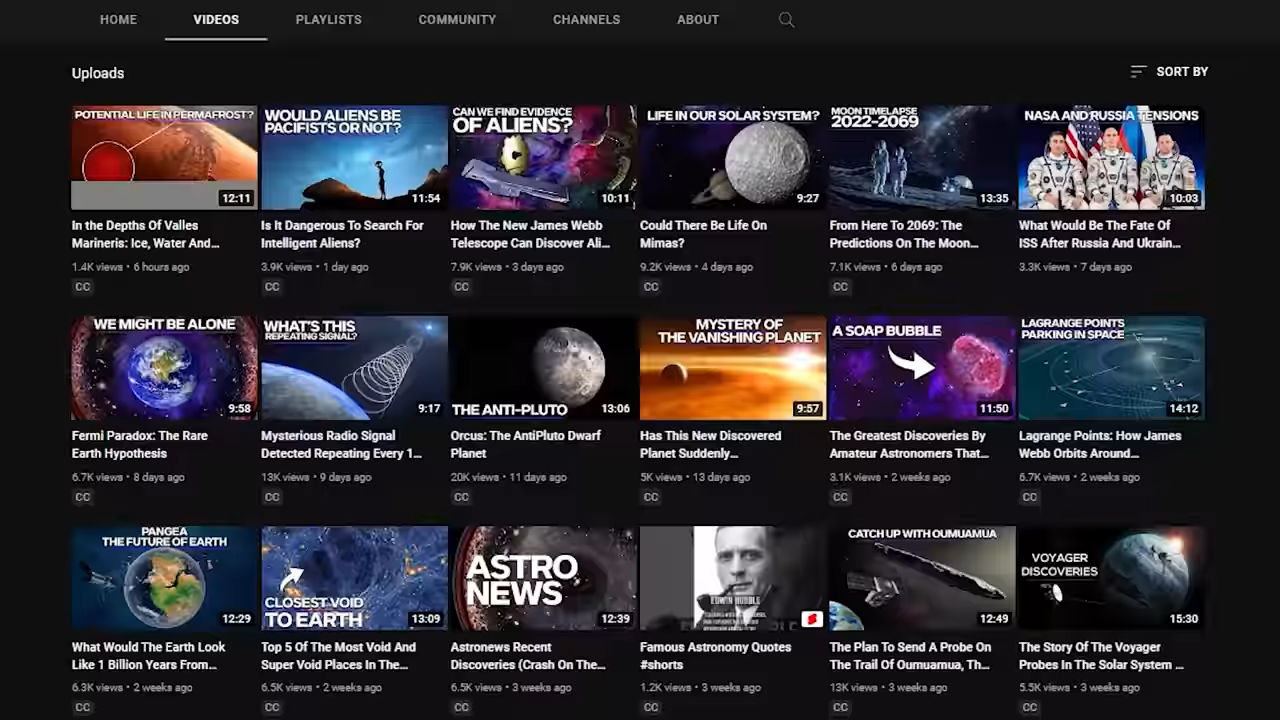 HOME VIDEOS PLAYLISTS COMMUNITY CHANNELS ABOUT
Uploads
SORT BY
POTENTIAL LIFE IN PERMAFROST?
12:11
WOULD ALIENS BE
PACIFISTS OR NOT?
11:54
CAN WE FIND EVIDENCE
OF ALIENS?
10:11
LIFE IN OUR SOLAR SYSTEM?
9:27
MOON TIMELAPSE
2022-2069
13:35
NASA AND RUSSIA TENSIONS
10:03
In the Depths Of Valles
Marineris: Ice, Water And...
1.4K views • 6 hours ago
CC
Is It Dangerous To Search For
Intelligent Aliens?
3.9K views • 1 day ago
CC
How The New James Webb
Telescope Can Discover Ali...
7.9K views • 3 days ago
CC
Could There Be Life On
Mimas?
9.2K views • 4 days ago
CC
From Here To 2069: The
Predictions On The Moon...
7.1K views • 6 days ago
CC
What Would Be The Fate Of
ISS After Russia And Ukrain...
3.3K views • 7 days ago
WE MIGHT BE ALONE
9:58
WHAT'S THIS
REPEATING SIGNAL?
9:17
THE ANTI-PLUTO
13:06
MYSTERY OF
THE VANISHING PLANET
9:57
A SOAP BUBBLE
11:50
LAGRANGE POINTS
PARKING IN SPACE
14:12
Fermi Paradox: The Rare
Earth Hypothesis
6.7K views • 8 days ago
CC
Mysterious Radio Signal
Detected Repeating Every 1...
13K views • 9 days ago
CC
Orcus: The AntiPluto Dwarf
Planet
20K views • 11 days ago
CC
Has This New Discovered
Planet Suddenly...
5K views • 13 days ago
CC
The Greatest Discoveries By
Amateur Astronomers That...
3.1K views • 2 weeks ago
CC
Lagrange Points: How James
Webb Orbits Around...
6.7K views • 2 weeks ago
CC
PANGEA
THE FUTURE OF EARTH
12:29
CLOSEST VOID
TO EARTH
13:09
ASTRO
NEWS
12:39
EDWIN HUBBLE
CATCH UP WITH OUMUAMUA
12:49
VOYAGER
DISCOVERIES
15:30
What Would The Earth Look
Like 1 Billion Years From...
6.3K views • 2 weeks ago
CC
Top 5 Of The Most Void And
Super Void Places In The...
6.5K views • 2 weeks ago
CC
Astronews Recent
Discoveries (Crash On The...
6.5K views • 3 weeks ago
CC
Famous Astronomy Quotes
#shorts
1.2K views • 3 weeks ago
CC
The Plan To Send A Probe On
The Trail Of Oumuamua, Th...
13K views • 3 weeks ago
CC
The Story Of The Voyager
Probes In The Solar System ...
5.5K views • 3 weeks ago
CC